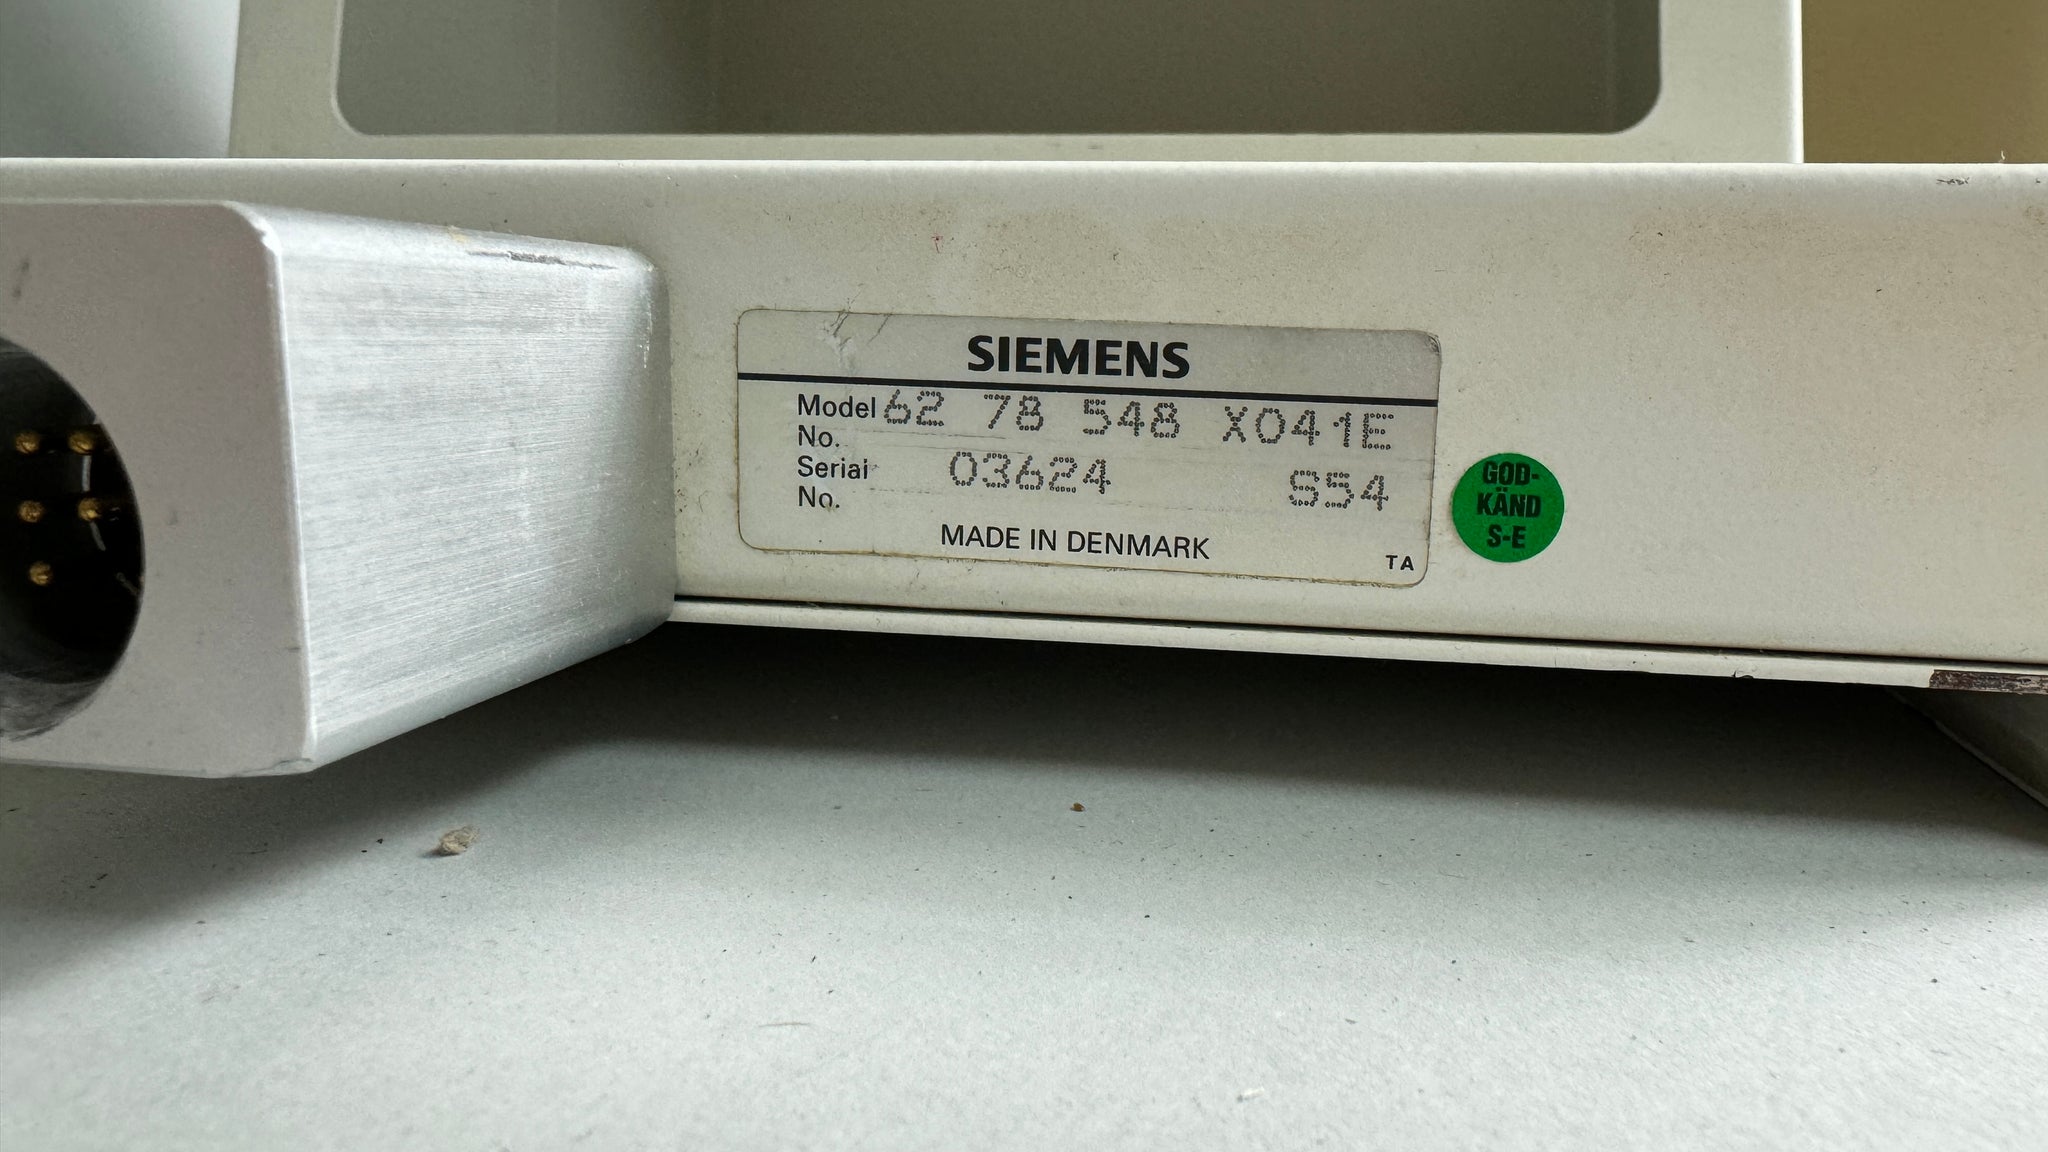 SIEMENS
Model 62 78 548 X041E
No.
Serial 03624 S54
No.
MADE IN DENMARK
TA
GOD-
KÄND
S-E